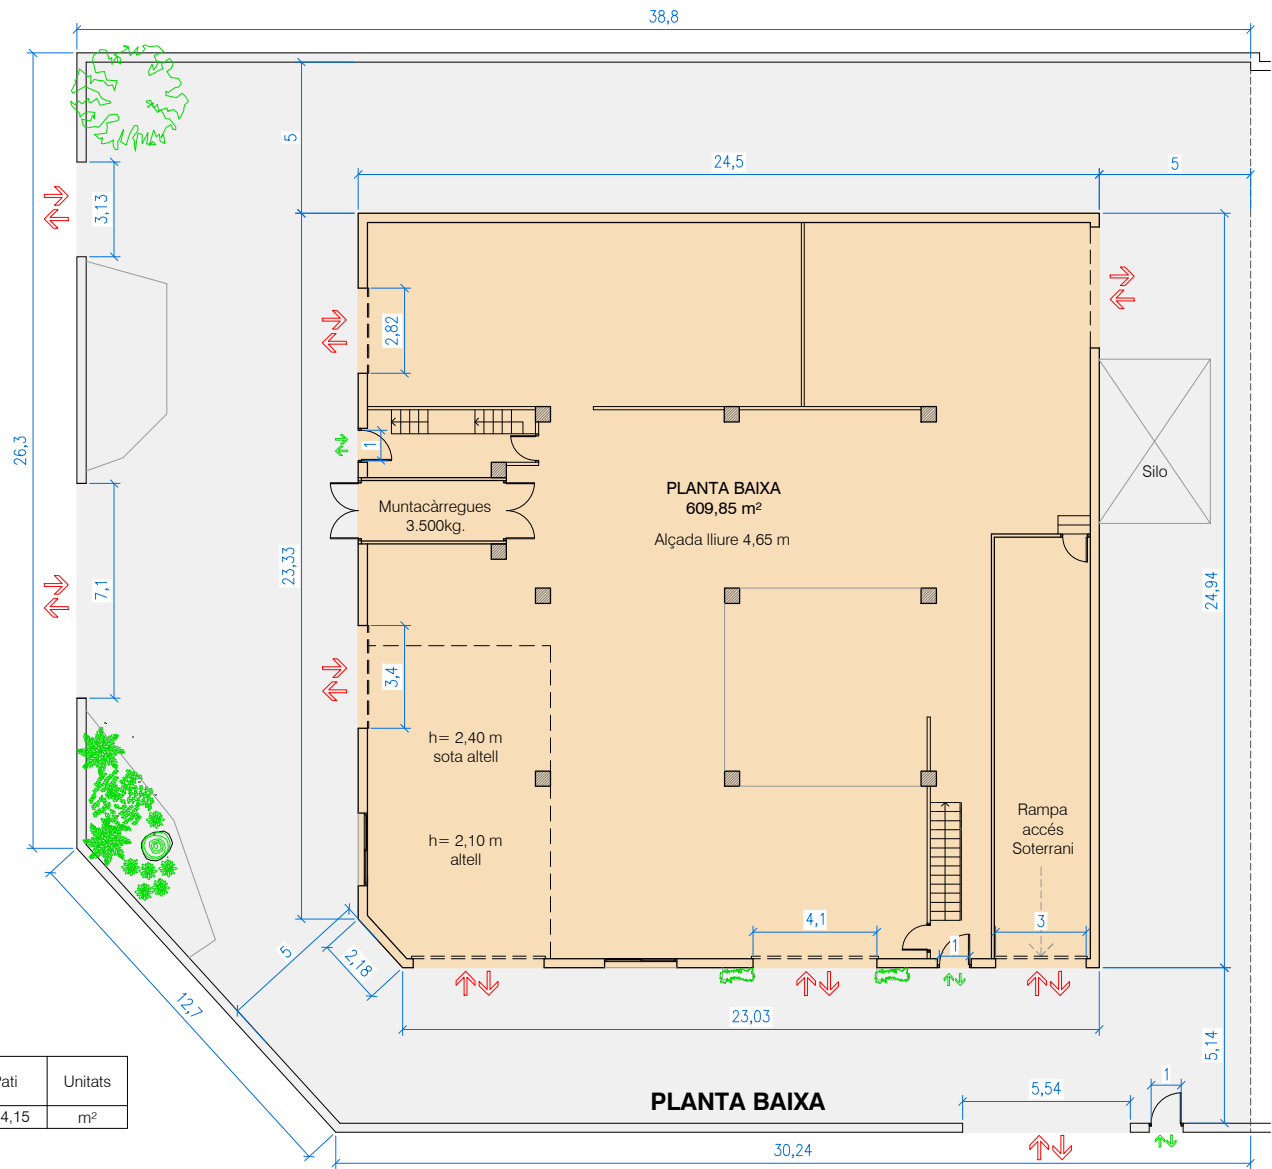 38,8
5
24,5
5
3,13
2,82
26,3
1
Muntacàrregues
3.500kg.
PLANTA BAIXA
609,85 m²
Alçada lliure 4,65 m
Silo
23,33
7,1
24,94
3,4
h= 2,40 m
sota altell
h= 2,10 m
altell
Rampa
accés
Soterrani
4,1
1
3
5
2,18
12,7
23,03
5,14
Unitats
4,15
m²
PLANTA BAIXA
5,54
1
30,24